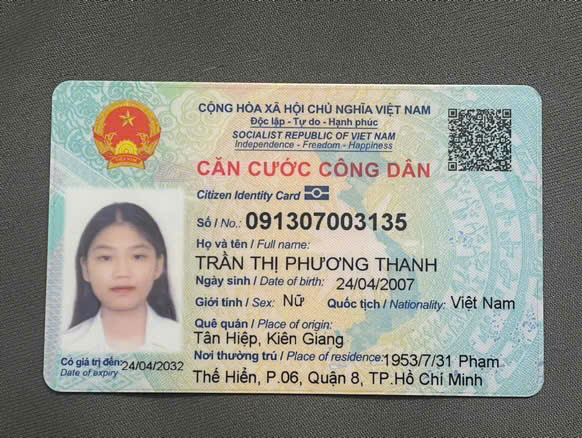 CỘNG HÒA XÃ HỘI CHỦ NGHĨA VIỆT NAM
Độc lập - Tự do - Hạnh phúc
SOCIALIST REPUBLIC OF VIET NAM
Independence - Freedom - Happiness
CĂN CƯỚC CÔNG DÂN
Citizen Identity Card
Số / No.: 091307003135
Họ và tên / Full name:
TRẦN THỊ PHƯƠNG THANH
Ngày sinh / Date of birth: 24/04/2007
Giới tính / Sex: Nữ Quốc tịch / Nationality: Việt Nam
Quê quán / Place of origin:
Tân Hiệp, Kiên Giang
Nơi thường trú / Place of residence: 1953/7/31 Phạm
Thế Hiển, P.06, Quận 8, TP.Hồ Chí Minh
Có giá trị đến: 24/04/2032
Date of expiry